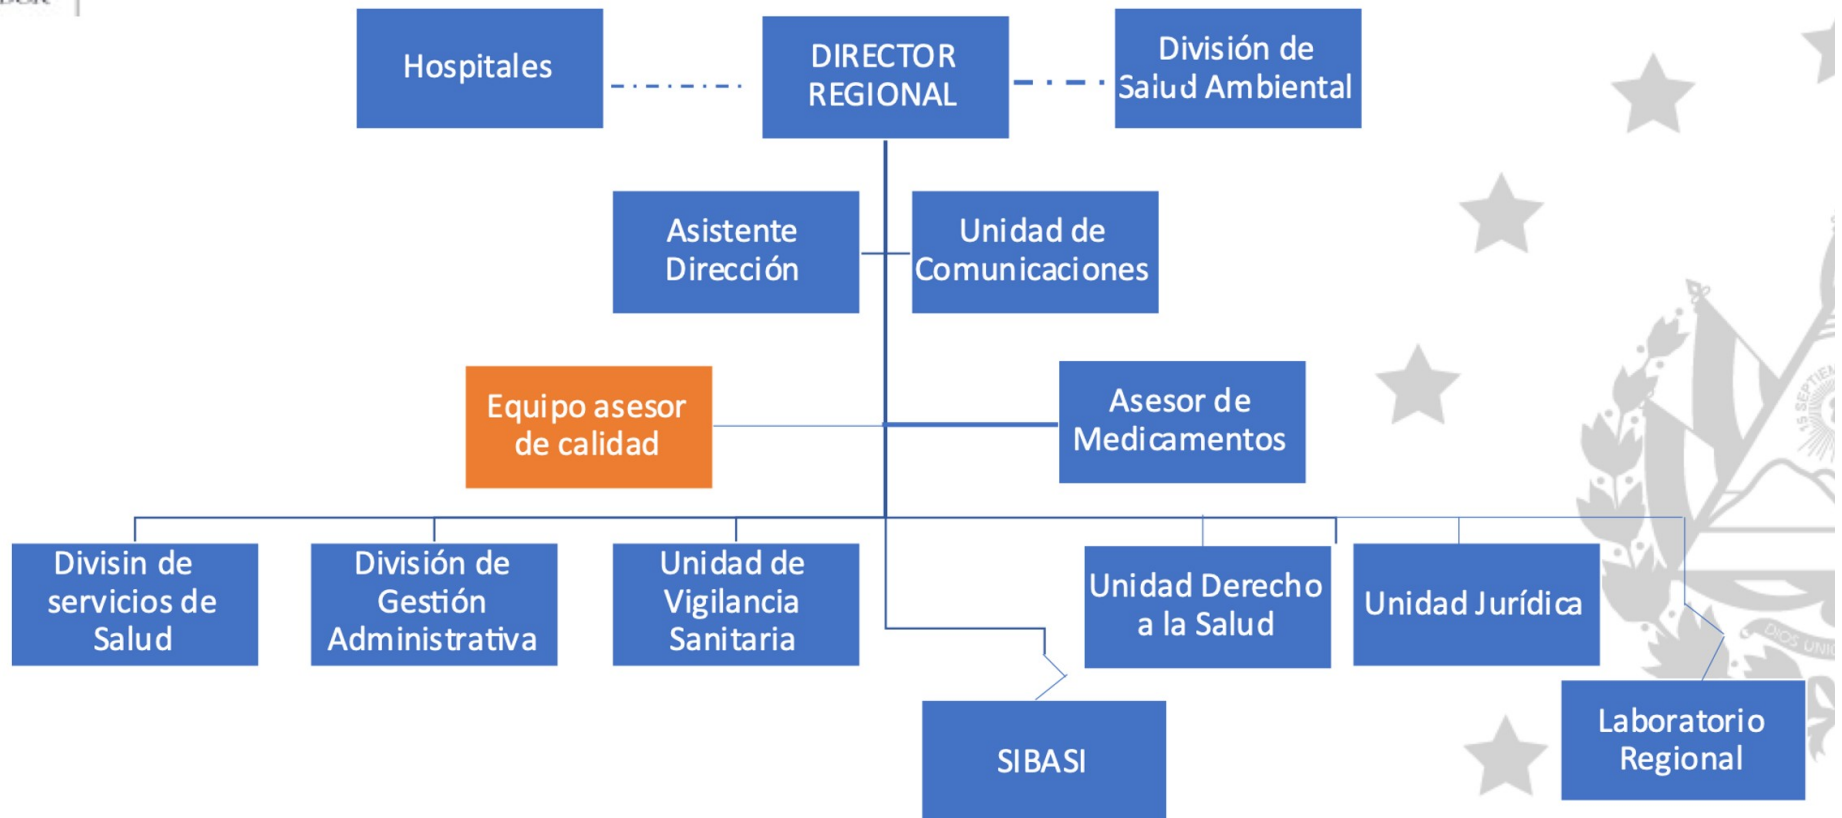 Hospitales
DIRECTOR
REGIONAL
División de
Salud Ambiental
Asistente
Dirección
Unidad de
Comunicaciones
Equipo asesor
de calidad
Asesor de
Medicamentos
Divisin de
servicios de
Salud
División de
Gestión
Administrativa
Unidad de
Vigilancia
Sanitaria
Unidad Derecho
a la Salud
Unidad Jurídica
SIBASI
Laboratorio
Regional
DIOS UNI